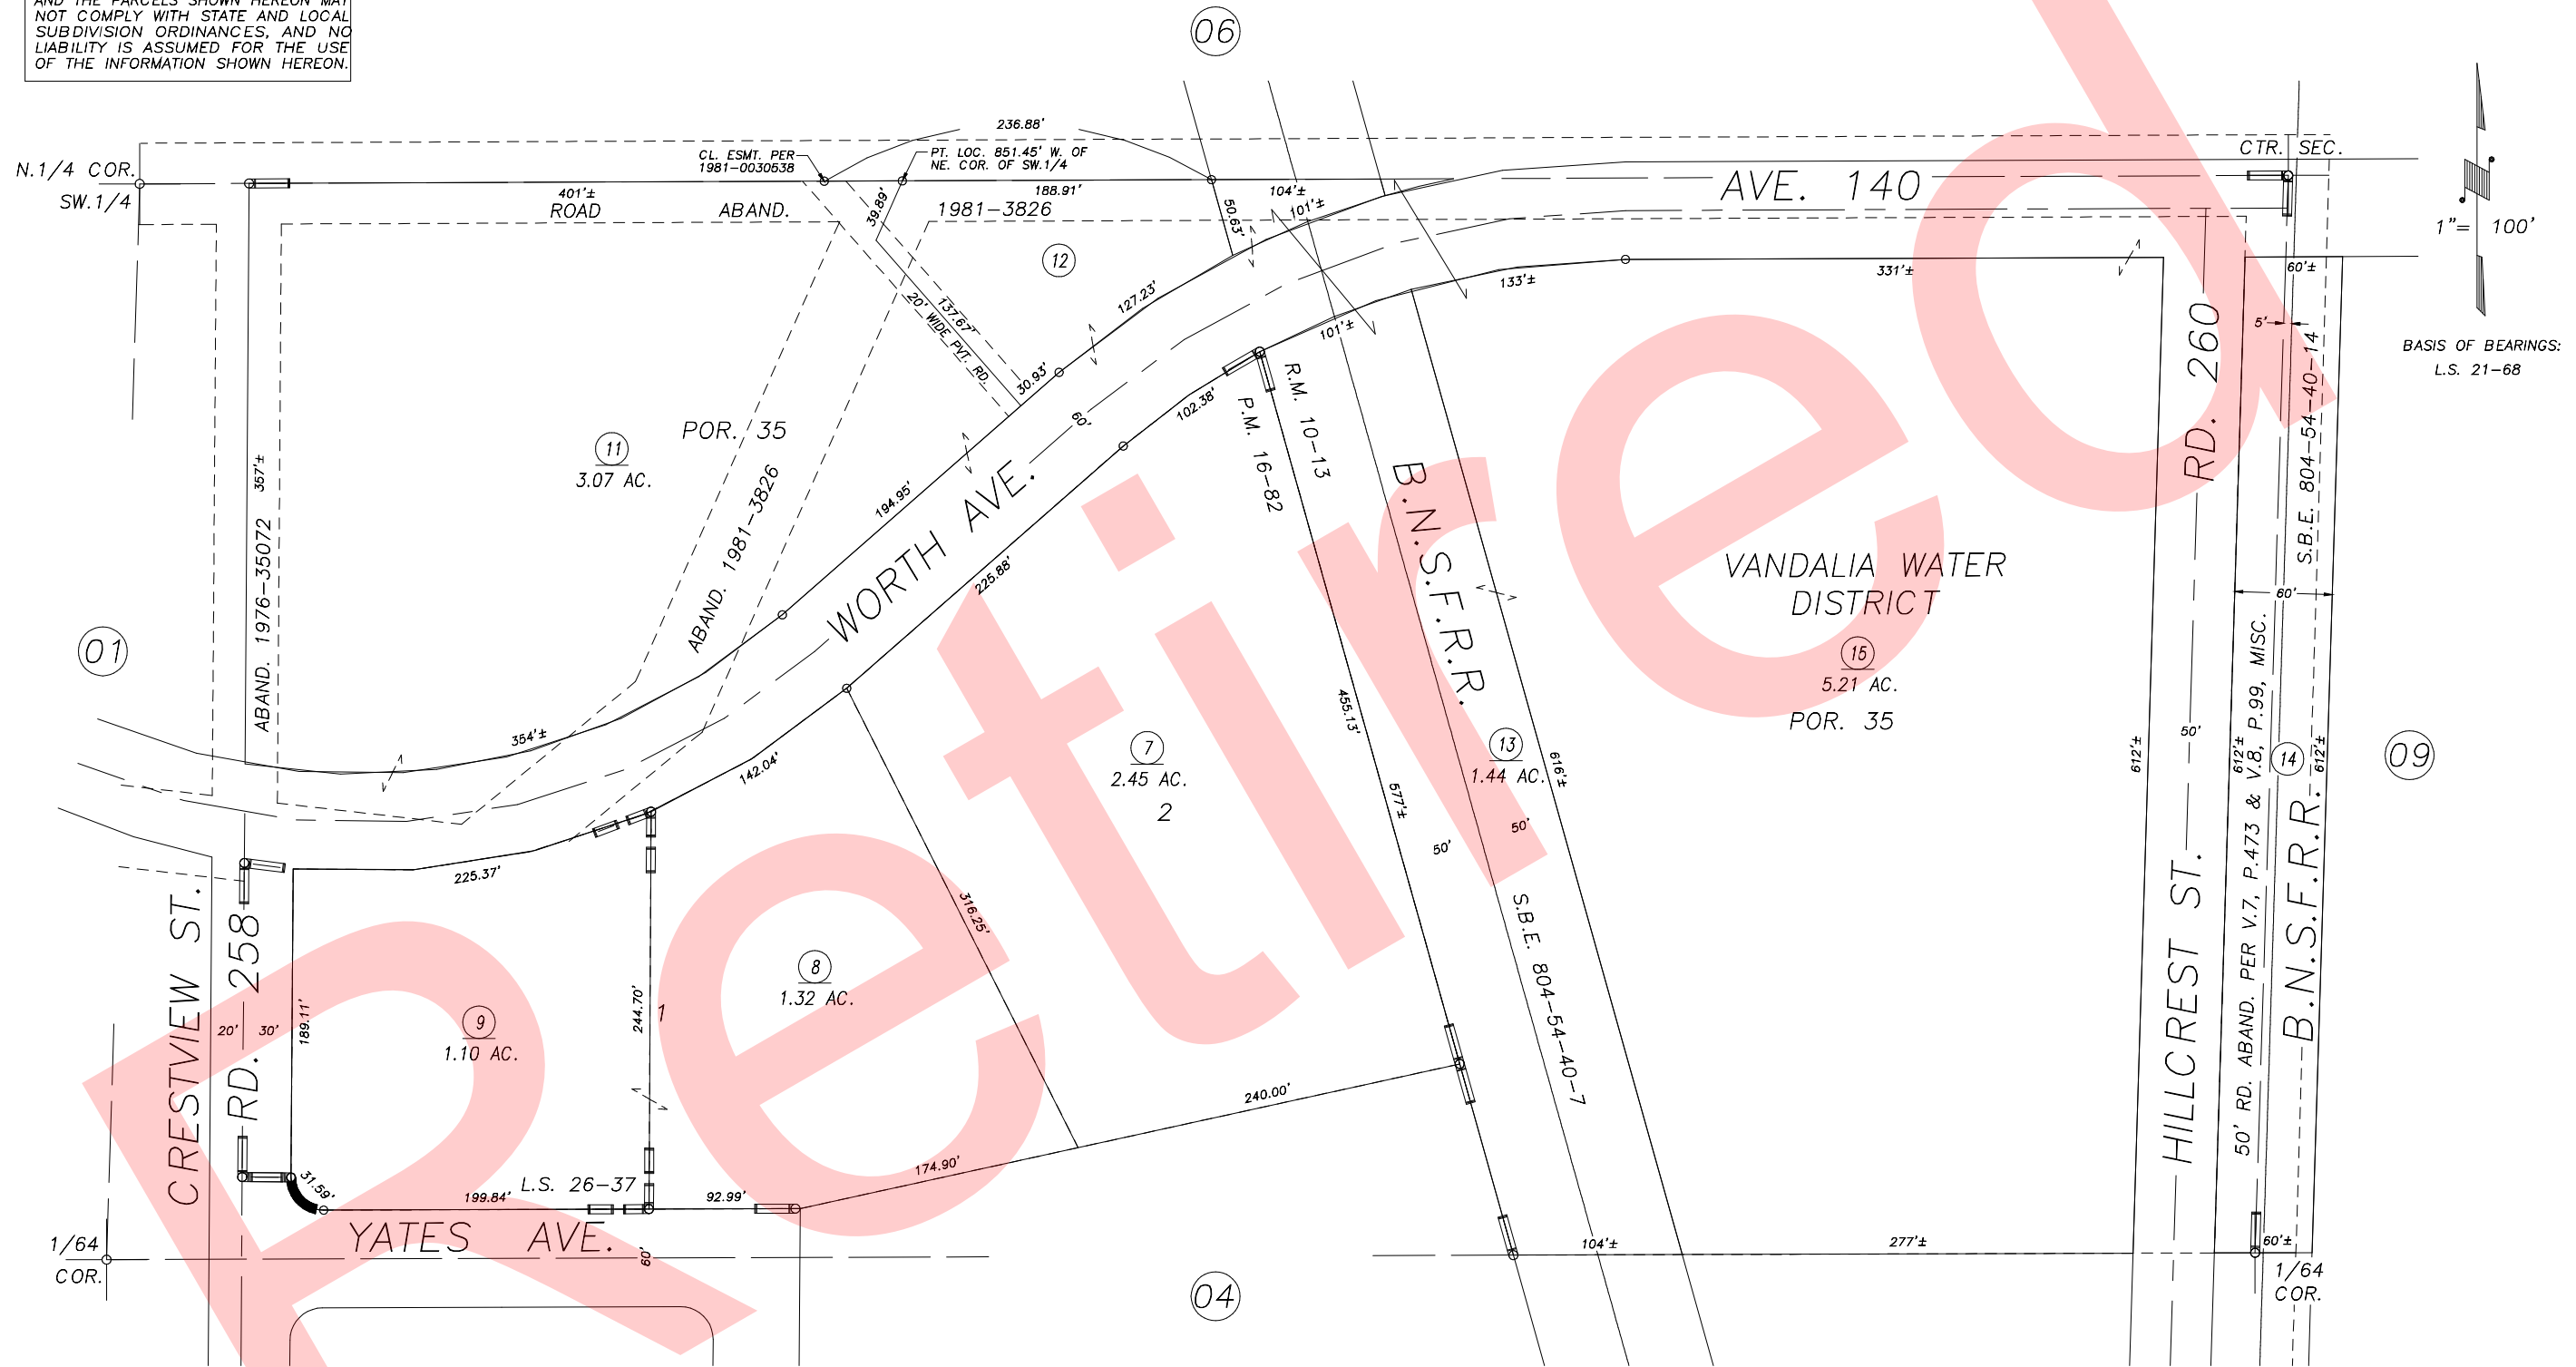 AND THE PARCELS SHOWN HEREON MAY
NOT COMPLY WITH STATE AND LOCAL
SUBDIVISION ORDINANCES, AND NO
LIABILITY IS ASSUMED FOR THE USE
OF THE INFORMATION SHOWN HEREON.
06
236.88'
CL. ESMT. PER
1981-0030538
PT. LOC. 851.45' W. OF
NE. COR. OF SW.1/4
CTR. SEC.
N.1/4 COR.
SW.1/4
401'±
188.91'
104'±
101'±
ROAD ABAND. 1981-3826
39.89'
50.63'
AVE. 140
1"= 100'
BASIS OF BEARINGS:
L.S. 21-68
12
127.23'
137.67'
20' WIDE PVT. RD.
30.93'
60'
102.38'
101'±
133'±
331'±
60'±
5'
RD. 260
S.B.E. 804-54-40-14
R.M. 10-13
P.M. 16-82
POR. 35
11
3.07 AC.
357'±
ABAND. 1976-35072
ABAND. 1981-3826
194.95'
WORTH AVE.
225.88'
B.N.S.F.R.R.
VANDALIA WATER
DISTRICT
15
5.21 AC.
POR. 35
60'
01
354'±
142.04'
7
2.45 AC.
2
455.13'
577'±
13
1.44 AC.
616'±
50'
50'
612'±
50'
612'±
14
612'±
09
225.37'
316.25'
CRESTVIEW ST.
RD. 258
20'
30'
189.11'
9
1.10 AC.
244.70'
1
8
1.32 AC.
S.B.E. 804-54-40-7
HILLCREST ST.
50' RD. ABAND. PER V.7, P.473 & V.8, P.99, MISC.
B.N.S.F.R.R.
240.00'
174.90'
31.59'
199.84'
L.S. 26-37
92.99'
YATES AVE.
60'
1/64
COR.
104'±
277'±
60'±
1/64
COR.
04
Retired